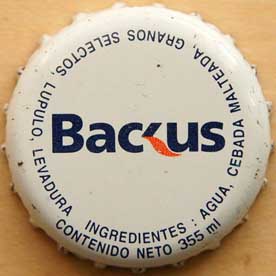 Backus
INGREDIENTES : AGUA, CEBADA MALTEADA, GRANOS SELECTOS, LUPULO, LEVADURA
CONTENIDO NETO 355 ml